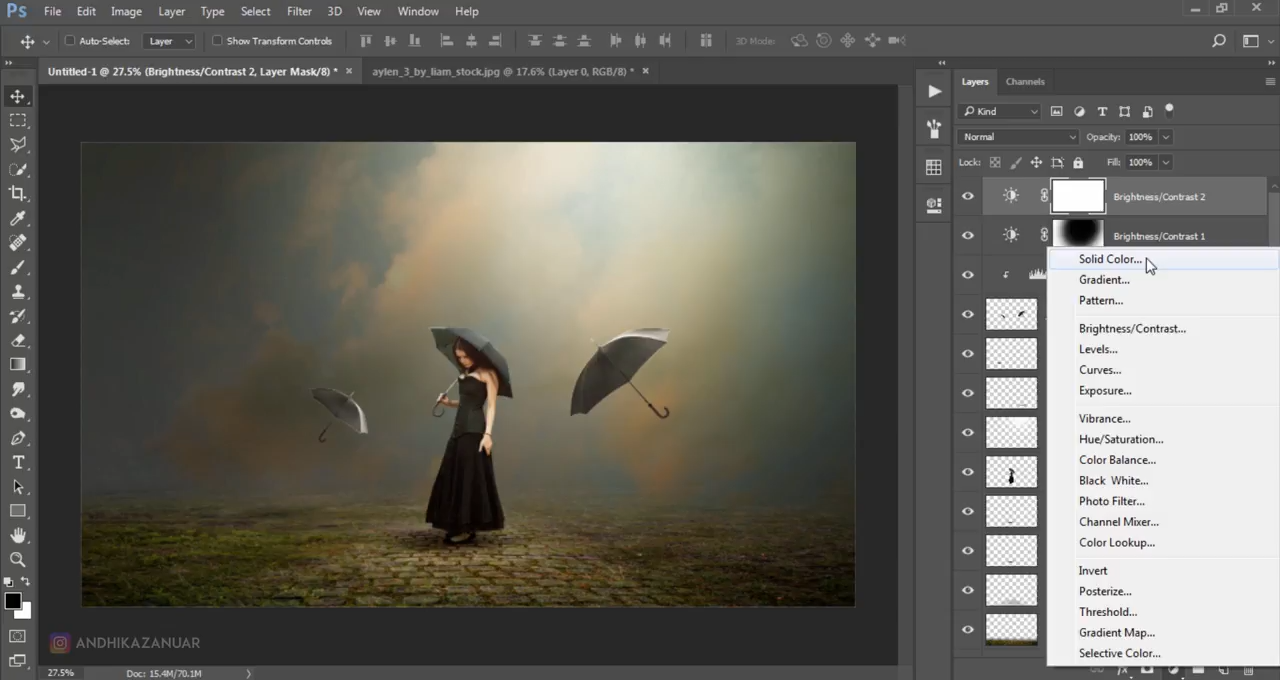 Ps File Edit Image Layer Type Select Filter 3D View Window Help
Auto-Select: Layer Show Transform Controls 3D Mode:
Untitled-1 @ 27.5% (Brightness/Contrast 2, Layer Mask/8) * × aylen_3_by_liam_stock.jpg @ 17.6% (Layer 0, RGB/8) * ×
Layers Channels
Kind
Normal Opacity: 100%
Lock: Fill: 100%
Brightness/Contrast 2
Brightness/Contrast 1
Solid Color...
Gradient...
Pattern...
Brightness/Contrast...
Levels...
Curves...
Exposure...
Vibrance...
Hue/Saturation...
Color Balance...
Black White...
Photo Filter...
Channel Mixer...
Color Lookup...
Invert
Posterize...
Threshold...
Gradient Map...
Selective Color...
ANDHIKAZANUAR
27.5% Doc: 15.4M/70.1M